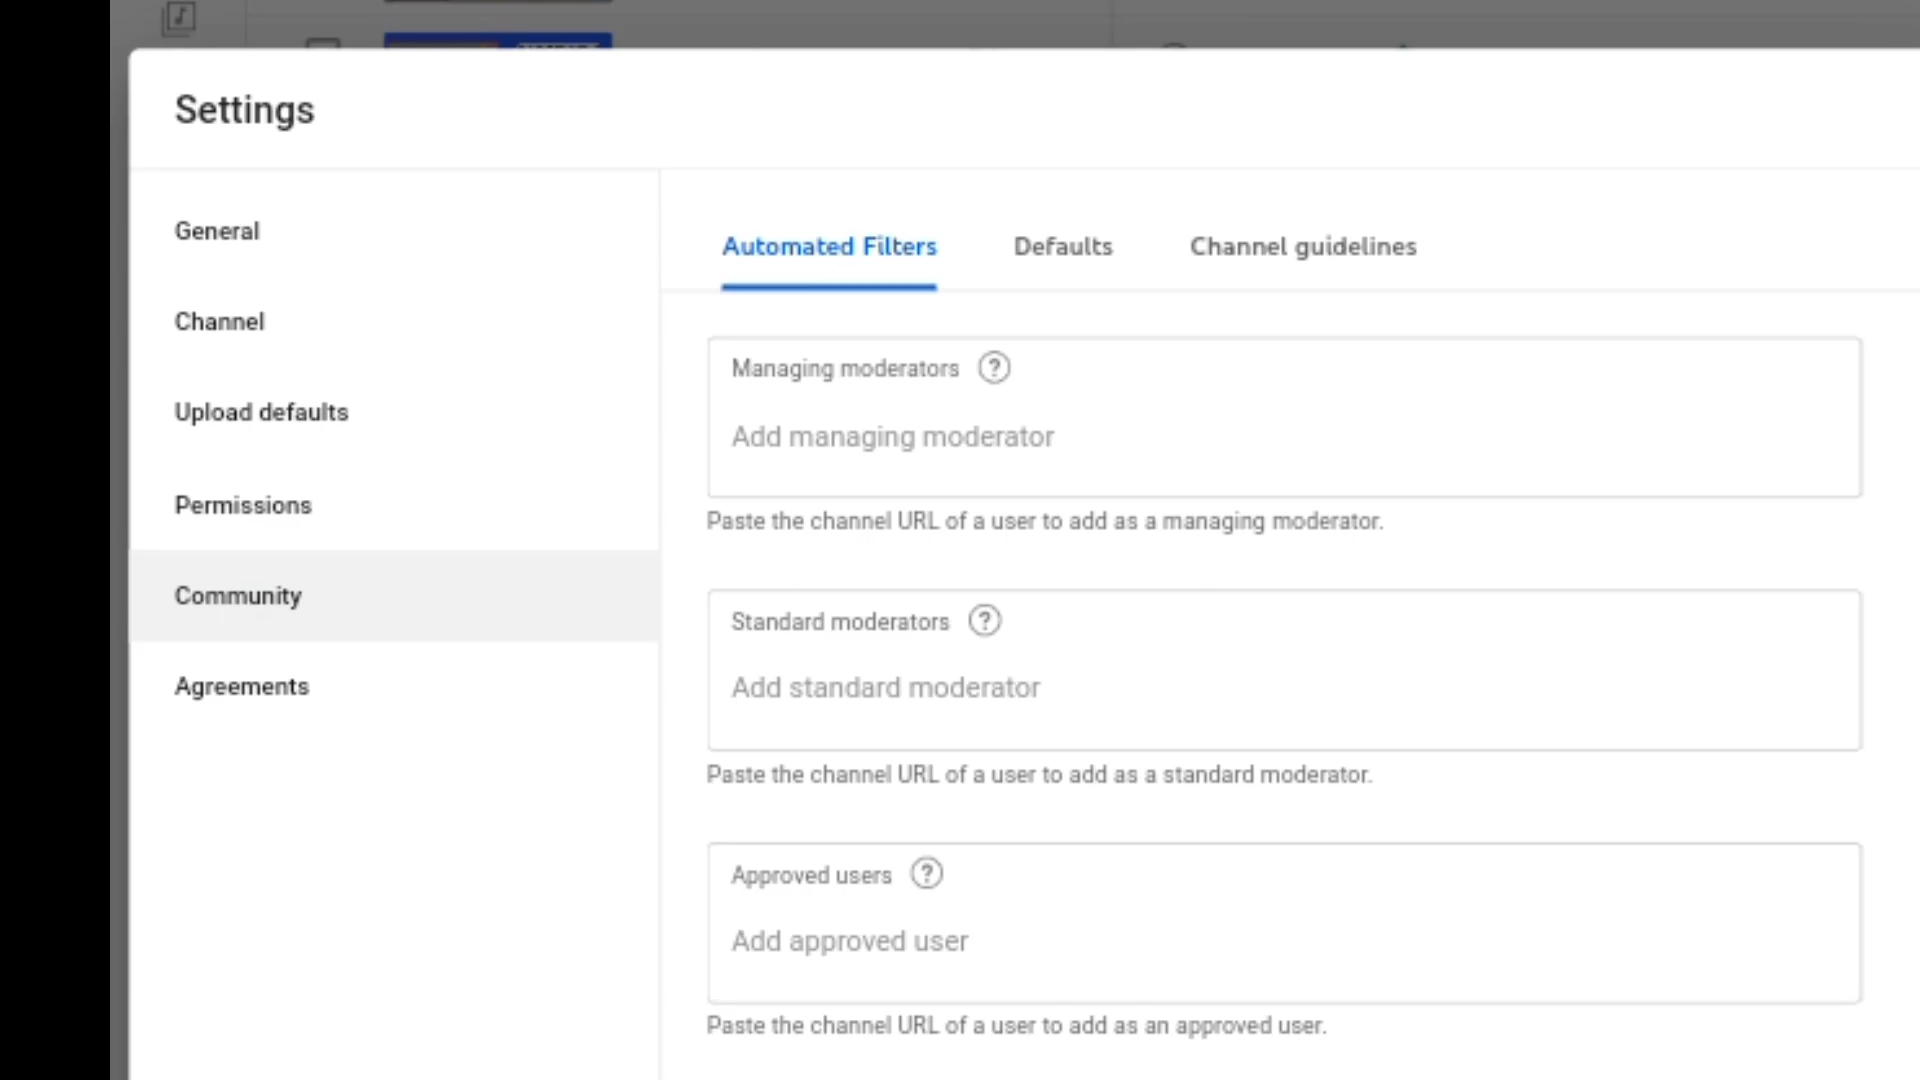 Settings
General
Channel
Upload defaults
Permissions
Community
Agreements
Automated Filters
Defaults
Channel guidelines
Managing moderators ?
Add managing moderator
Paste the channel URL of a user to add as a managing moderator.
Standard moderators ?
Add standard moderator
Paste the channel URL of a user to add as a standard moderator.
Approved users ?
Add approved user
Paste the channel URL of a user to add as an approved user.